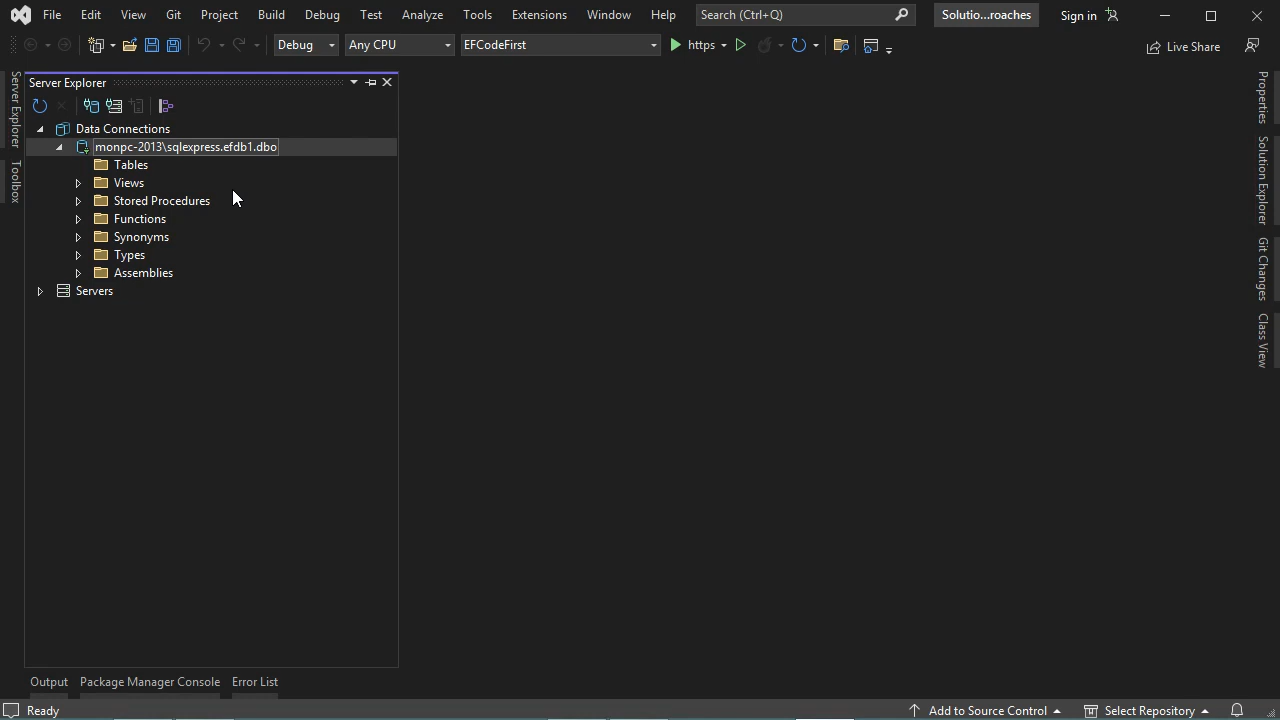 File Edit View Git Project Build Debug Test Analyze Tools Extensions Window Help Search (Ctrl+Q) Solutio...roaches Sign in
Debug Any CPU EFCodeFirst https Live Share
Server Explorer
Toolbox
Server Explorer
Data Connections
monpc-2013\sqlexpress.efdb1.dbo
Tables
Views
Stored Procedures
Functions
Synonyms
Types
Assemblies
Servers
Properties
Solution Explorer
Git Changes
Class View
Output Package Manager Console Error List
Ready Add to Source Control Select Repository